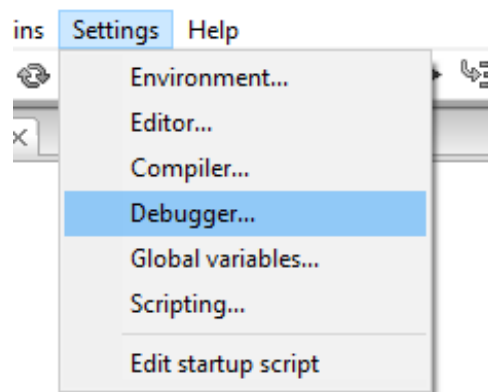 ins Settings Help
Environment...
Editor...
Compiler...
Debugger...
Global variables...
Scripting...
Edit startup script